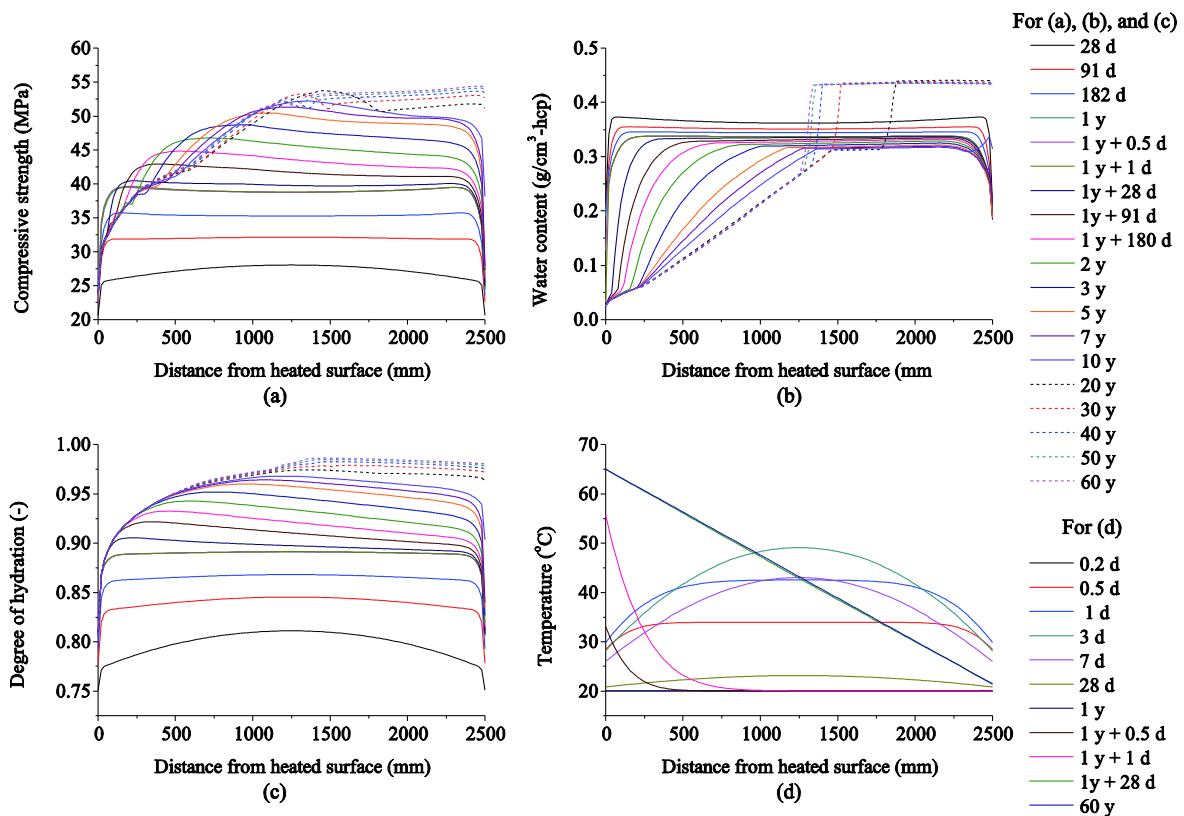 60
55
50
45
40
35
30
25
20
Compressive strength (MPa)
0 500 1000 1500 2000 2500
Distance from heated surface (mm)
(a)
0.5
0.4
0.3
0.2
0.1
0.0
Water content (g/cm³-hcp)
0 500 1000 1500 2000 2500
Distance from heated surface (mm
(b)
1.00
0.95
0.90
0.85
0.80
0.75
Degree of hydration (-)
0 500 1000 1500 2000 2500
Distance from heated surface (mm)
(c)
70
65
60
55
50
45
40
35
30
25
20
15
Temperature (°C)
0 500 1000 1500 2000 2500
Distance from heated surface (mm)
(d)
For (a), (b), and (c)
28 d
91 d
182 d
1 y
1 y + 0.5 d
1 y + 1 d
1y + 28 d
1y + 91 d
1 y + 180 d
2 y
3 y
5 y
7 y
10 y
20 y
30 y
40 y
50 y
60 y
For (d)
0.2 d
0.5 d
1 d
3 d
7 d
28 d
1 y
1 y + 0.5 d
1 y + 1 d
1y + 28 d
60 y